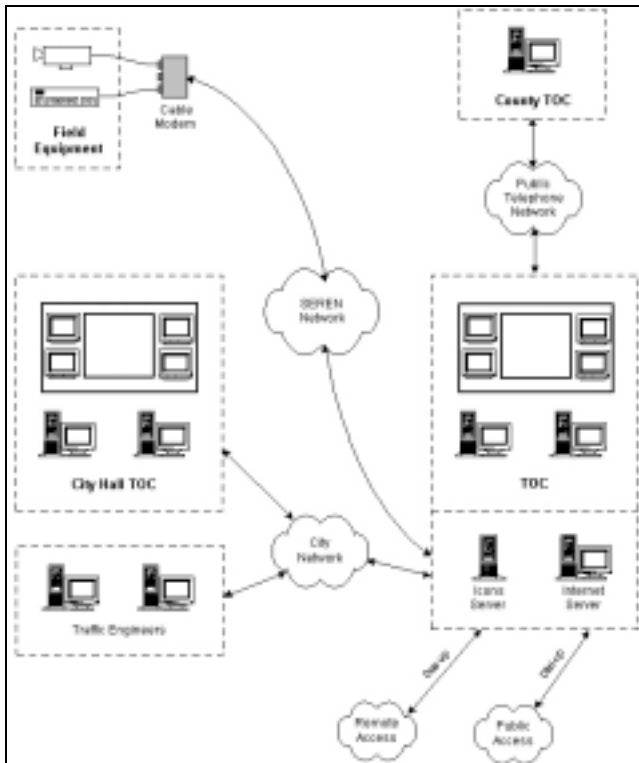 Field
Equipment
Cable
Modem
County TOC
Public
Telephone
Network
SEREN
Network
City Hall TOC
TOC
City
Network
Traffic Engineers
Icons
Server
Internet
Server
Dial-up
Dial-up
Remote
Access
Public
Access